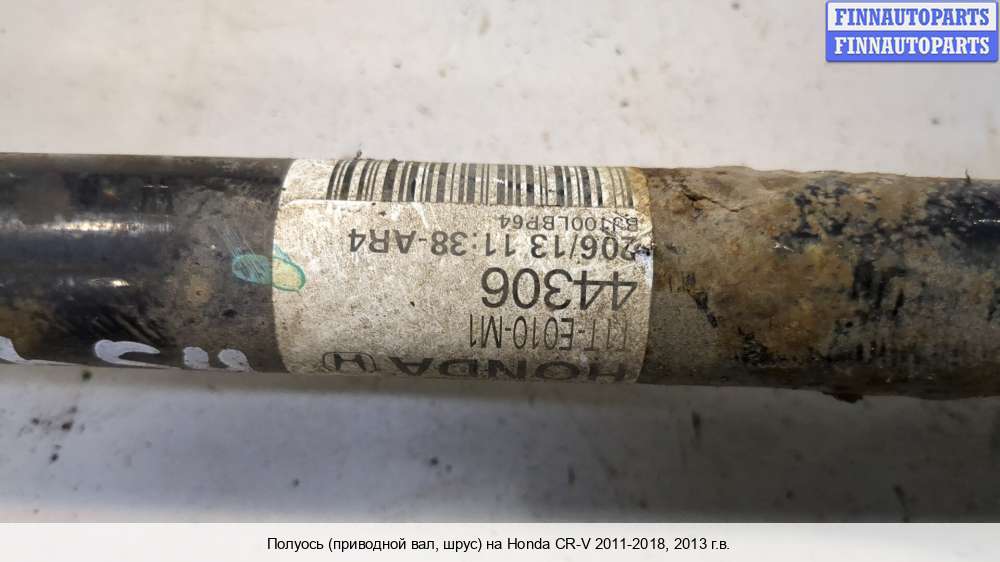 FINNAUTOPARTS
FINNAUTOPARTS
HONDA
T1T-E010-M1
44306
206/13 11:38-AR4
Полуось (приводной вал, шрус) на Honda CR-V 2011-2018, 2013 г.в.